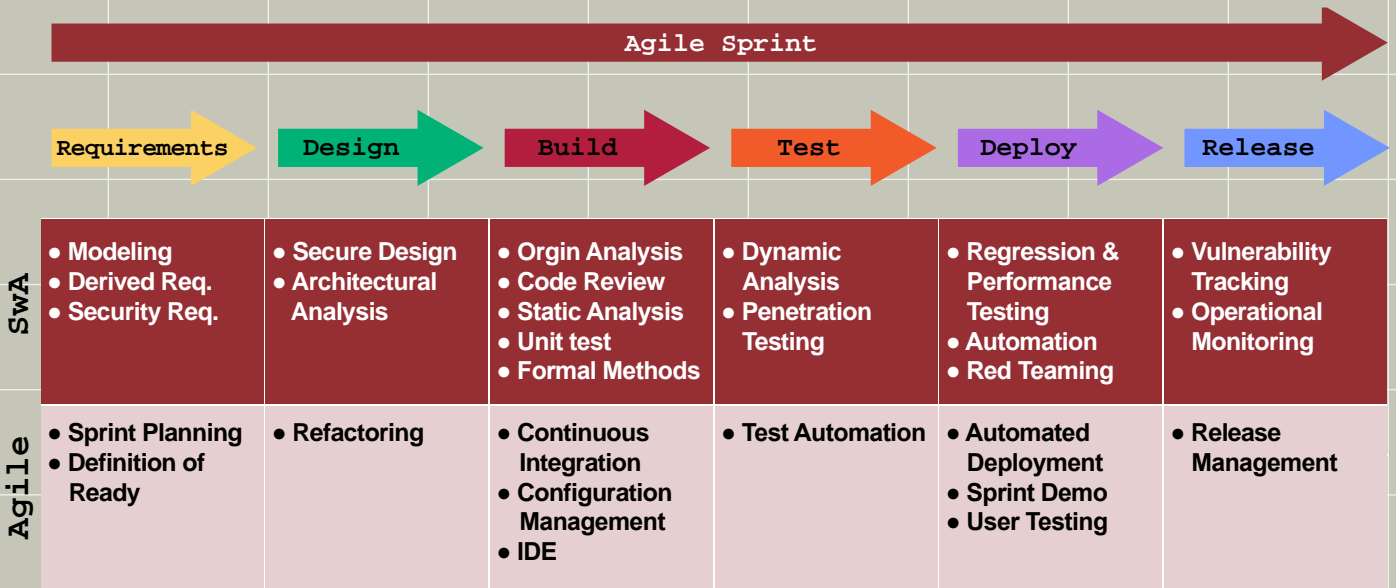 Agile Sprint
Requirements
Design
Build
Test
Deploy
Release
SwA
● Modeling
● Derived Req.
● Security Req.
● Secure Design
● Architectural
Analysis
● Orgin Analysis
● Code Review
● Static Analysis
● Unit test
● Formal Methods
● Dynamic
Analysis
● Penetration
Testing
● Regression &
Performance
Testing
● Automation
● Red Teaming
● Vulnerability
Tracking
● Operational
Monitoring
Agile
● Sprint Planning
● Definition of
Ready
● Refactoring
● Continuous
Integration
● Configuration
Management
● IDE
● Test Automation
● Automated
Deployment
● Sprint Demo
● User Testing
● Release
Management